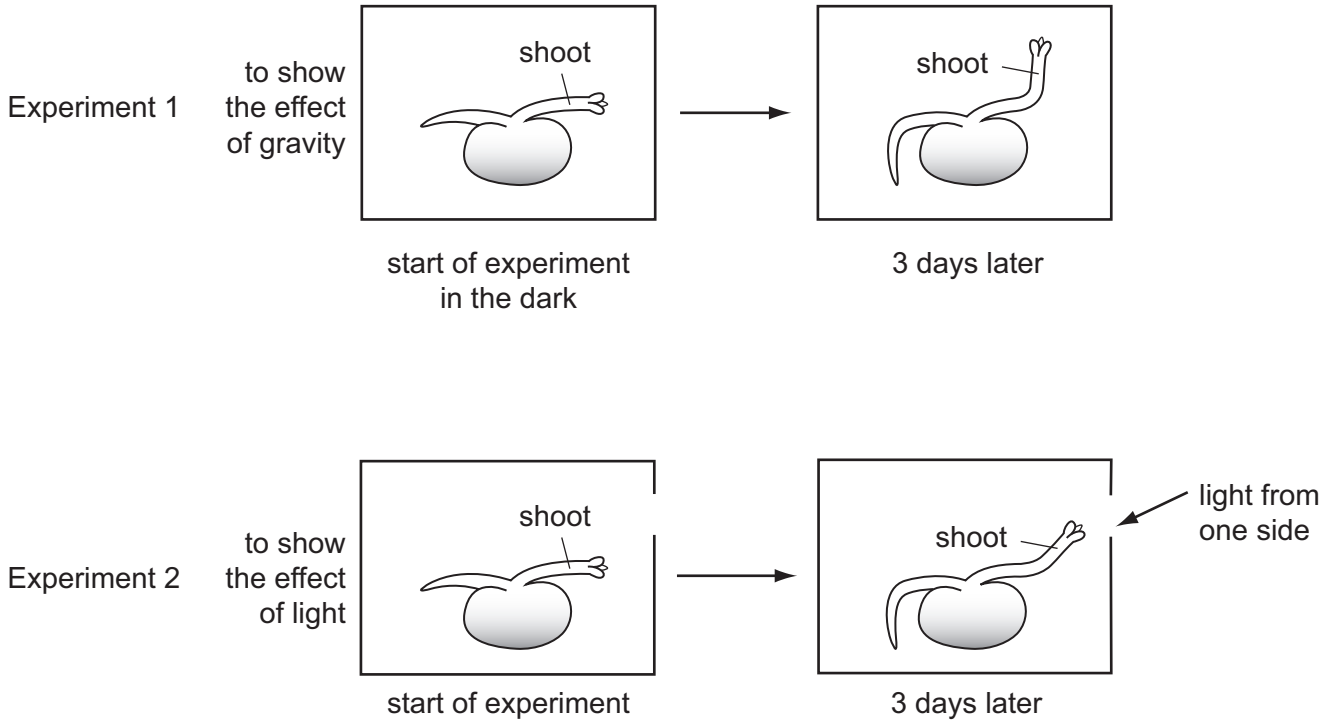 Experiment 1
to show
the effect
of gravity
shoot
shoot
start of experiment
in the dark
3 days later
Experiment 2
to show
the effect
of light
shoot
shoot
light from
one side
start of experiment
3 days later